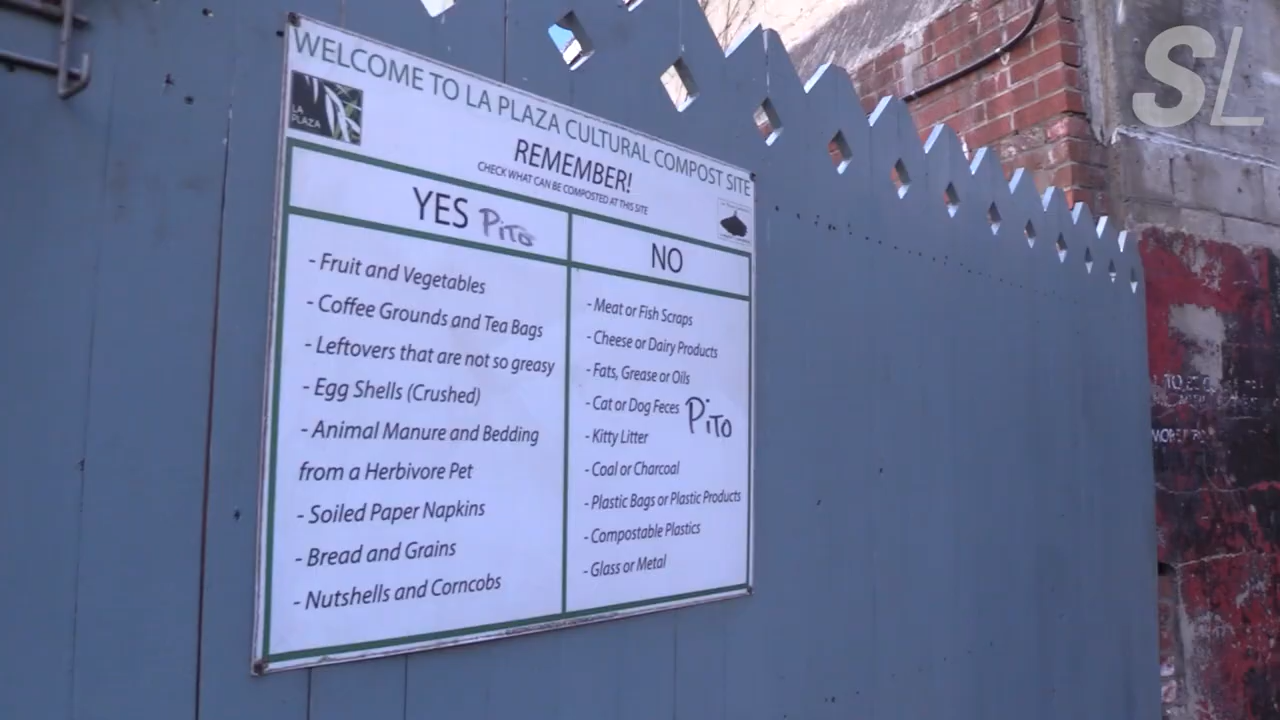 SL
WELCOME TO LA PLAZA CULTURAL COMPOST SITE
LA
PLAZA
REMEMBER!
CHECK WHAT CAN BE COMPOSTED AT THIS SITE
YES PiTo
- Fruit and Vegetables
- Coffee Grounds and Tea Bags
- Leftovers that are not so greasy
- Egg Shells (Crushed)
- Animal Manure and Bedding
from a Herbivore Pet
- Soiled Paper Napkins
- Bread and Grains
- Nutshells and Corncobs
NO
- Meat or Fish Scraps
- Cheese or Dairy Products
- Fats, Grease or Oils
- Cat or Dog Feces PiTo
- Kitty Litter
- Coal or Charcoal
- Plastic Bags or Plastic Products
- Compostable Plastics
- Glass or Metal